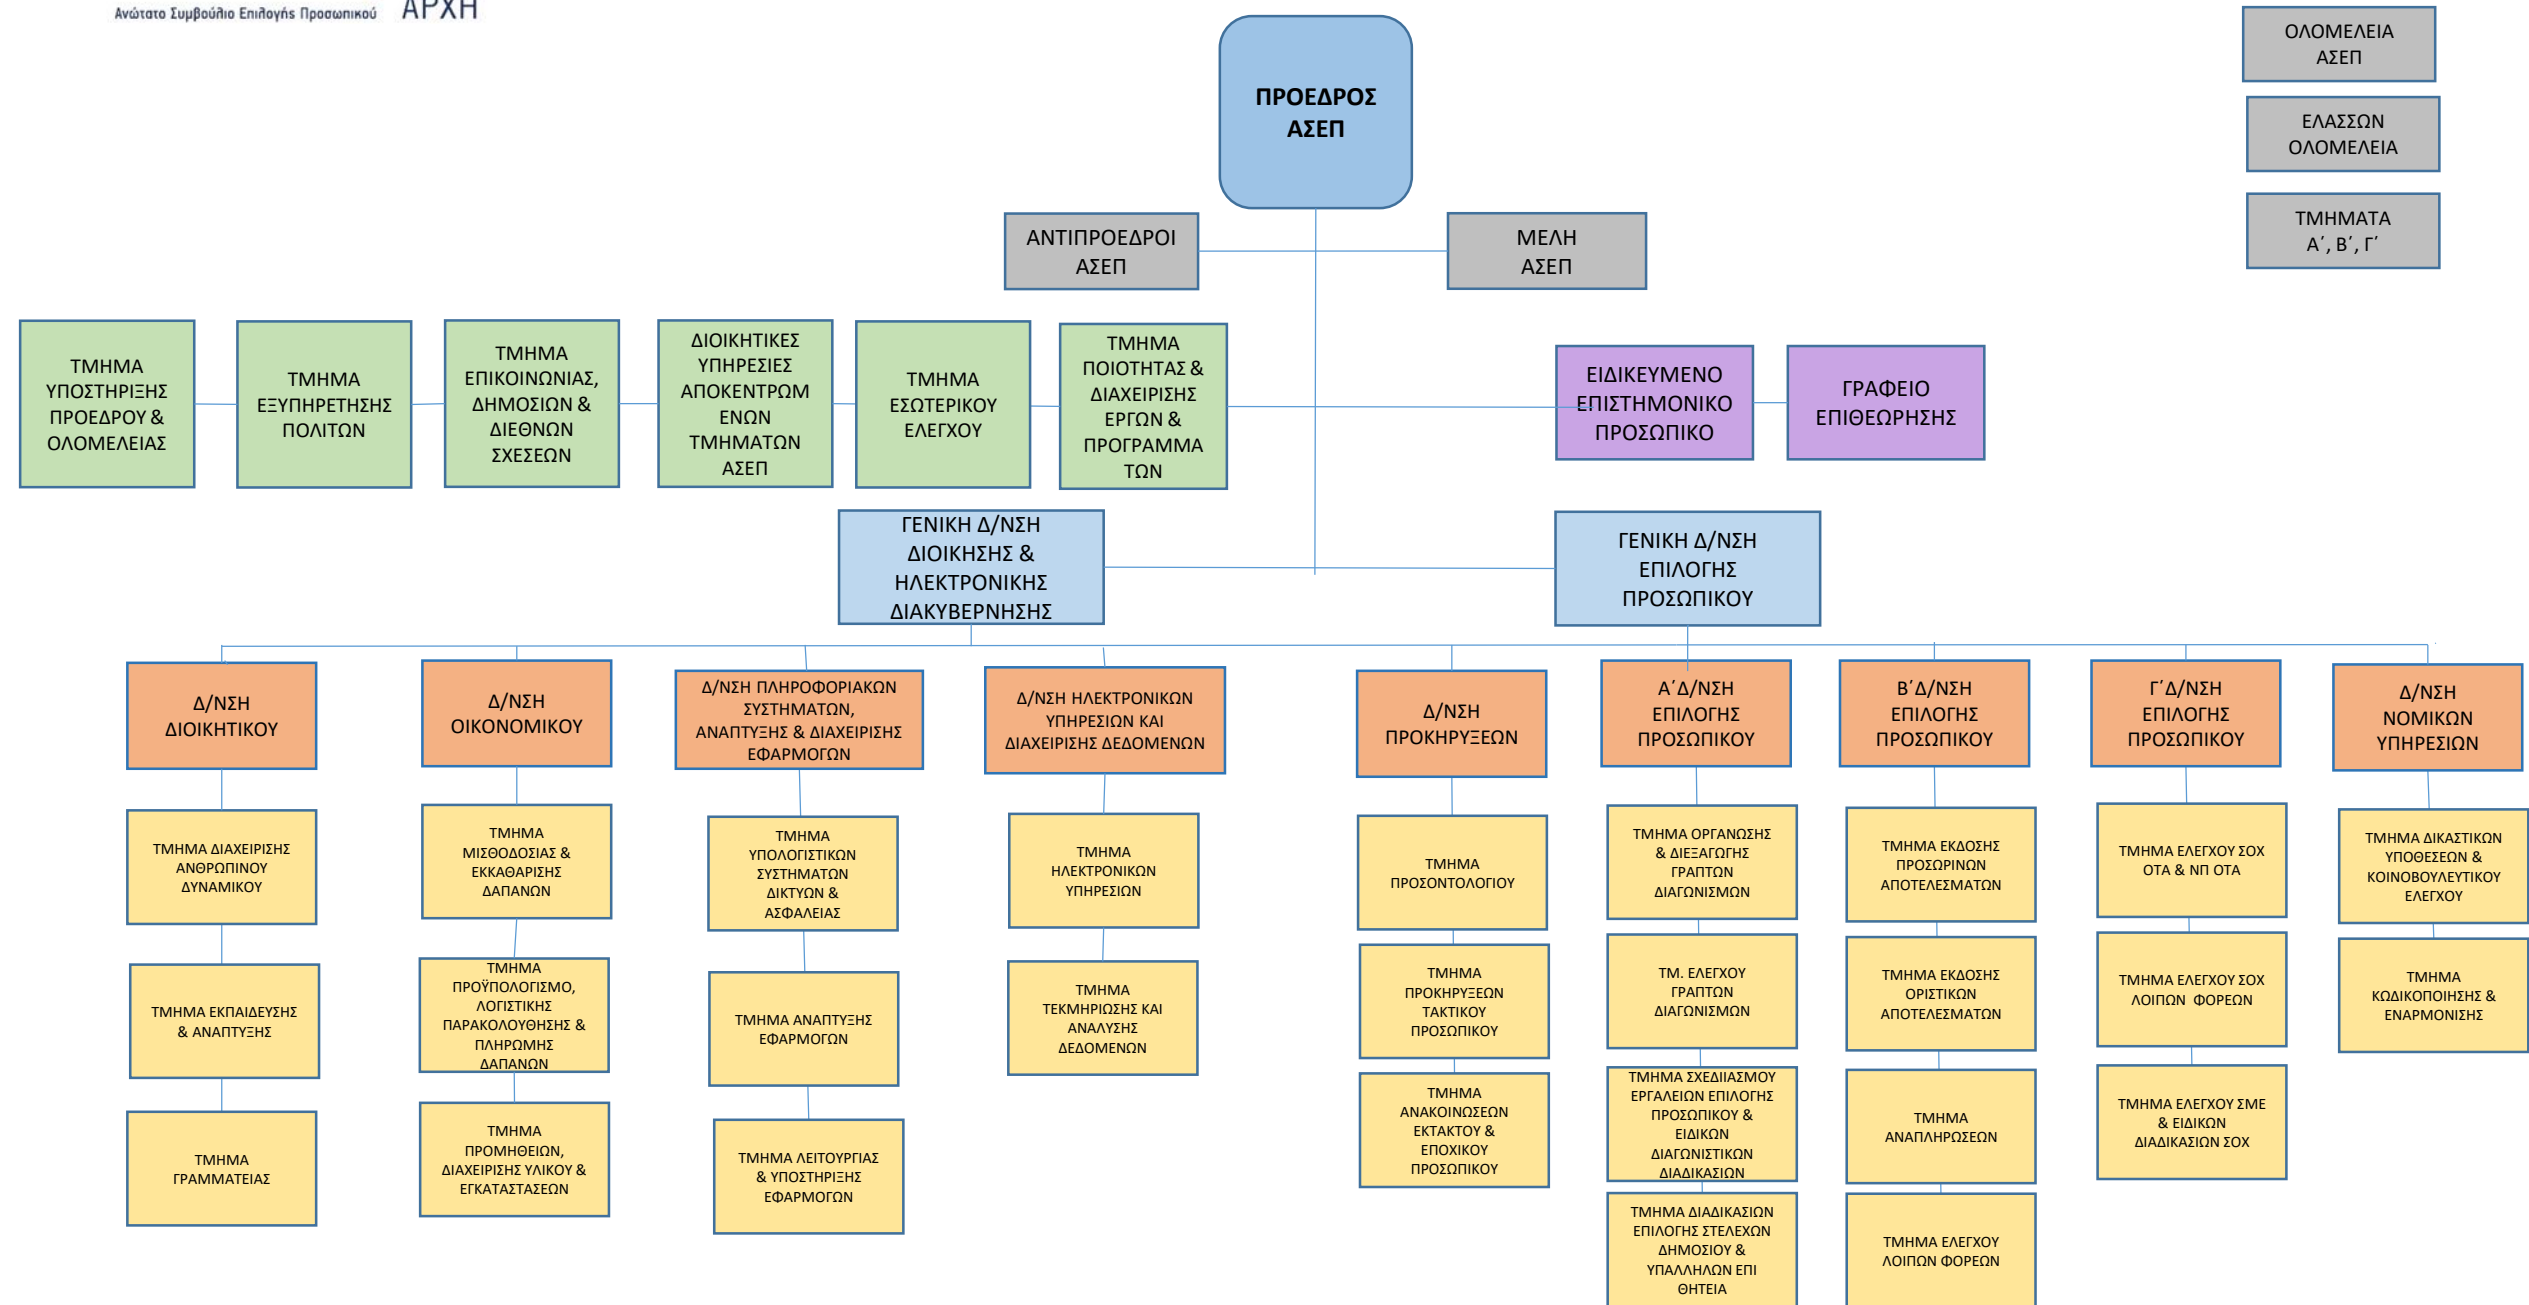 Ανώτατο Συμβούλιο Επιλογής Προσωπικού ΑΡΧΗ
ΠΡΟΕΔΡΟΣ
ΑΣΕΠ
ΟΛΟΜΕΛΕΙΑ
ΑΣΕΠ
ΕΛΑΣΣΩΝ
ΟΛΟΜΕΛΕΙΑ
ΤΜΗΜΑΤΑ
Α΄, Β΄, Γ΄
ΑΝΤΙΠΡΟΕΔΡΟΙ
ΑΣΕΠ
ΜΕΛΗ
ΑΣΕΠ
ΤΜΗΜΑ
ΥΠΟΣΤΗΡΙΞΗΣ
ΠΡΟΕΔΡΟΥ &
ΟΛΟΜΕΛΕΙΑΣ
ΤΜΗΜΑ
ΕΞΥΠΗΡΕΤΗΣΗΣ
ΠΟΛΙΤΩΝ
ΤΜΗΜΑ
ΕΠΙΚΟΙΝΩΝΙΑΣ,
ΔΗΜΟΣΙΩΝ &
ΔΙΕΘΝΩΝ
ΣΧΕΣΕΩΝ
ΔΙΟΙΚΗΤΙΚΕΣ
ΥΠΗΡΕΣΙΕΣ
ΑΠΟΚΕΝΤΡΩΜ
ΕΝΩΝ
ΤΜΗΜΑΤΩΝ
ΑΣΕΠ
ΤΜΗΜΑ
ΕΣΩΤΕΡΙΚΟΥ
ΕΛΕΓΧΟΥ
ΤΜΗΜΑ
ΠΟΙΟΤΗΤΑΣ &
ΔΙΑΧΕΙΡΙΣΗΣ
ΕΡΓΩΝ &
ΠΡΟΓΡΑΜΜΑ
ΤΩΝ
ΕΙΔΙΚΕΥΜΕΝΟ
ΕΠΙΣΤΗΜΟΝΙΚΟ
ΠΡΟΣΩΠΙΚΟ
ΓΡΑΦΕΙΟ
ΕΠΙΘΕΩΡΗΣΗΣ
ΓΕΝΙΚΗ Δ/ΝΣΗ
ΔΙΟΙΚΗΣΗΣ &
ΗΛΕΚΤΡΟΝΙΚΗΣ
ΔΙΑΚΥΒΕΡΝΗΣΗΣ
ΓΕΝΙΚΗ Δ/ΝΣΗ
ΕΠΙΛΟΓΗΣ
ΠΡΟΣΩΠΙΚΟΥ
Δ/ΝΣΗ
ΔΙΟΙΚΗΤΙΚΟΥ
Δ/ΝΣΗ
ΟΙΚΟΝΟΜΙΚΟΥ
Δ/ΝΣΗ ΠΛΗΡΟΦΟΡΙΑΚΩΝ
ΣΥΣΤΗΜΑΤΩΝ,
ΑΝΑΠΤΥΞΗΣ & ΔΙΑΧΕΙΡΙΣΗΣ
ΕΦΑΡΜΟΓΩΝ
Δ/ΝΣΗ ΗΛΕΚΤΡΟΝΙΚΩΝ
ΥΠΗΡΕΣΙΩΝ ΚΑΙ
ΔΙΑΧΕΙΡΙΣΗΣ ΔΕΔΟΜΕΝΩΝ
Δ/ΝΣΗ
ΠΡΟΚΗΡΥΞΕΩΝ
Α΄Δ/ΝΣΗ
ΕΠΙΛΟΓΗΣ
ΠΡΟΣΩΠΙΚΟΥ
Β΄Δ/ΝΣΗ
ΕΠΙΛΟΓΗΣ
ΠΡΟΣΩΠΙΚΟΥ
Γ΄Δ/ΝΣΗ
ΕΠΙΛΟΓΗΣ
ΠΡΟΣΩΠΙΚΟΥ
Δ/ΝΣΗ
ΝΟΜΙΚΩΝ
ΥΠΗΡΕΣΙΩΝ
ΤΜΗΜΑ ΔΙΑΧΕΙΡΙΣΗΣ
ΑΝΘΡΩΠΙΝΟΥ
ΔΥΝΑΜΙΚΟΥ
ΤΜΗΜΑ
ΜΙΣΘΟΔΟΣΙΑΣ &
ΕΚΚΑΘΑΡΙΣΗΣ
ΔΑΠΑΝΩΝ
ΤΜΗΜΑ
ΥΠΟΛΟΓΙΣΤΙΚΩΝ
ΣΥΣΤΗΜΑΤΩΝ
ΔΙΚΤΥΩΝ &
ΑΣΦΑΛΕΙΑΣ
ΤΜΗΜΑ
ΗΛΕΚΤΡΟΝΙΚΩΝ
ΥΠΗΡΕΣΙΩΝ
ΤΜΗΜΑ
ΠΡΟΣΟΝΤΟΛΟΓΙΟΥ
ΤΜΗΜΑ ΟΡΓΑΝΩΣΗΣ
& ΔΙΕΞΑΓΩΓΗΣ
ΓΡΑΠΤΩΝ
ΔΙΑΓΩΝΙΣΜΩΝ
ΤΜΗΜΑ ΕΚΔΟΣΗΣ
ΠΡΟΣΩΡΙΝΩΝ
ΑΠΟΤΕΛΕΣΜΑΤΩΝ
ΤΜΗΜΑ ΕΛΕΓΧΟΥ ΣΟΧ
ΟΤΑ & ΝΠ ΟΤΑ
ΤΜΗΜΑ ΔΙΚΑΣΤΙΚΩΝ
ΥΠΟΘΕΣΕΩΝ &
ΚΟΙΝΟΒΟΥΛΕΥΤΙΚΟΥ
ΕΛΕΓΧΟΥ
ΤΜΗΜΑ ΕΚΠΑΙΔΕΥΣΗΣ
& ΑΝΑΠΤΥΞΗΣ
ΤΜΗΜΑ
ΠΡΟΫΠΟΛΟΓΙΣΜΟ,
ΛΟΓΙΣΤΙΚΗΣ
ΠΑΡΑΚΟΛΟΥΘΗΣΗΣ &
ΠΛΗΡΩΜΗΣ
ΔΑΠΑΝΩΝ
ΤΜΗΜΑ ΑΝΑΠΤΥΞΗΣ
ΕΦΑΡΜΟΓΩΝ
ΤΜΗΜΑ
ΤΕΚΜΗΡΙΩΣΗΣ ΚΑΙ
ΑΝΑΛΥΣΗΣ
ΔΕΔΟΜΕΝΩΝ
ΤΜΗΜΑ
ΠΡΟΚΗΡΥΞΕΩΝ
ΤΑΚΤΙΚΟΥ
ΠΡΟΣΩΠΙΚΟΥ
ΤΜ. ΕΛΕΓΧΟΥ
ΓΡΑΠΤΩΝ
ΔΙΑΓΩΝΙΣΜΩΝ
ΤΜΗΜΑ ΕΚΔΟΣΗΣ
ΟΡΙΣΤΙΚΩΝ
ΑΠΟΤΕΛΕΣΜΑΤΩΝ
ΤΜΗΜΑ ΕΛΕΓΧΟΥ ΣΟΧ
ΛΟΙΠΩΝ ΦΟΡΕΩΝ
ΤΜΗΜΑ
ΚΩΔΙΚΟΠΟΙΗΣΗΣ &
ΕΝΑΡΜΟΝΙΣΗΣ
ΤΜΗΜΑ
ΓΡΑΜΜΑΤΕΙΑΣ
ΤΜΗΜΑ
ΠΡΟΜΗΘΕΙΩΝ,
ΔΙΑΧΕΙΡΙΣΗΣ ΥΛΙΚΟΥ &
ΕΓΚΑΤΑΣΤΑΣΕΩΝ
ΤΜΗΜΑ ΛΕΙΤΟΥΡΓΙΑΣ
& ΥΠΟΣΤΗΡΙΞΗΣ
ΕΦΑΡΜΟΓΩΝ
ΤΜΗΜΑ
ΑΝΑΚΟΙΝΩΣΕΩΝ
ΕΚΤΑΚΤΟΥ &
ΕΠΟΧΙΚΟΥ
ΠΡΟΣΩΠΙΚΟΥ
ΤΜΗΜΑ ΣΧΕΔΙΙΑΣΜΟΥ
ΕΡΓΑΛΕΙΩΝ ΕΠΙΛΟΓΗΣ
ΠΡΟΣΩΠΙΚΟΥ &
ΕΙΔΙΚΩΝ
ΔΙΑΓΩΝΙΣΤΙΚΩΝ
ΔΙΑΔΙΚΑΣΙΩΝ
ΤΜΗΜΑ
ΑΝΑΠΛΗΡΩΣΕΩΝ
ΤΜΗΜΑ ΕΛΕΓΧΟΥ ΣΜΕ
& ΕΙΔΙΚΩΝ
ΔΙΑΔΙΚΑΣΙΩΝ ΣΟΧ
ΤΜΗΜΑ ΔΙΑΔΙΚΑΣΙΩΝ
ΕΠΙΛΟΓΗΣ ΣΤΕΛΕΧΩΝ
ΔΗΜΟΣΙΟΥ &
ΥΠΑΛΛΗΛΩΝ ΕΠΙ
ΘΗΤΕΙΑ
ΤΜΗΜΑ ΕΛΕΓΧΟΥ
ΛΟΙΠΩΝ ΦΟΡΕΩΝ